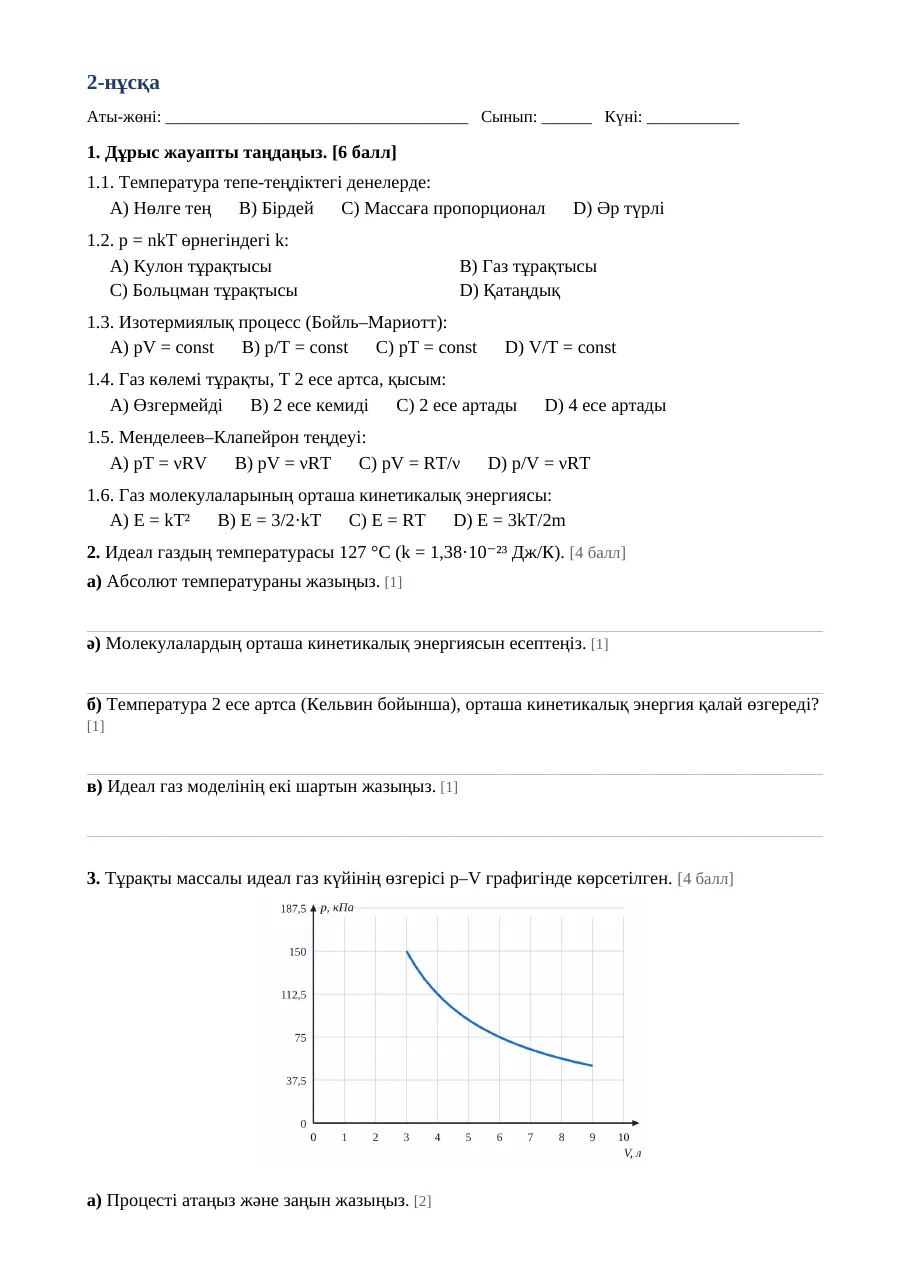 2-нұсқа
Аты-жөні: ____________________________________ Сынып: ______ Күні: ___________
1. Дұрыс жауапты таңдаңыз. [6 балл]
1.1. Температура тепе-теңдіктегі денелерде:
A) Нөлге тең B) Бірдей C) Массаға пропорционал D) Әр түрлі
1.2. p = nkT өрнегіндегі k:
A) Кулон тұрақтысы B) Газ тұрақтысы
C) Больцман тұрақтысы D) Қатаңдық
1.3. Изотермиялық процесс (Бойль–Мариотт):
A) pV = const B) p/T = const C) pT = const D) V/T = const
1.4. Газ көлемі тұрақты, T 2 есе артса, қысым:
A) Өзгермейді B) 2 есе кемиді C) 2 есе артады D) 4 есе артады
1.5. Менделеев–Клапейрон теңдеуі:
A) pT = νRV B) pV = νRT C) pV = RT/ν D) p/V = νRT
1.6. Газ молекулаларының орташа кинетикалық энергиясы:
A) E = kT² B) E = 3/2·kT C) E = RT D) E = 3kT/2m
2. Идеал газдың температурасы 127 °C (k = 1,38·10⁻²³ Дж/К). [4 балл]
а) Абсолют температураны жазыңыз. [1]
ә) Молекулалардың орташа кинетикалық энергиясын есептеңіз. [1]
б) Температура 2 есе артса (Кельвин бойынша), орташа кинетикалық энергия қалай өзгереді?
[1]
в) Идеал газ моделінің екі шартын жазыңыз. [1]
3. Тұрақты массалы идеал газ күйінің өзгерісі p–V графигінде көрсетілген. [4 балл]
187,5 p, кПа
150
112,5
75
37,5
0
0 1 2 3 4 5 6 7 8 9 10
V, л
а) Процесті атаңыз және заңын жазыңыз. [2]